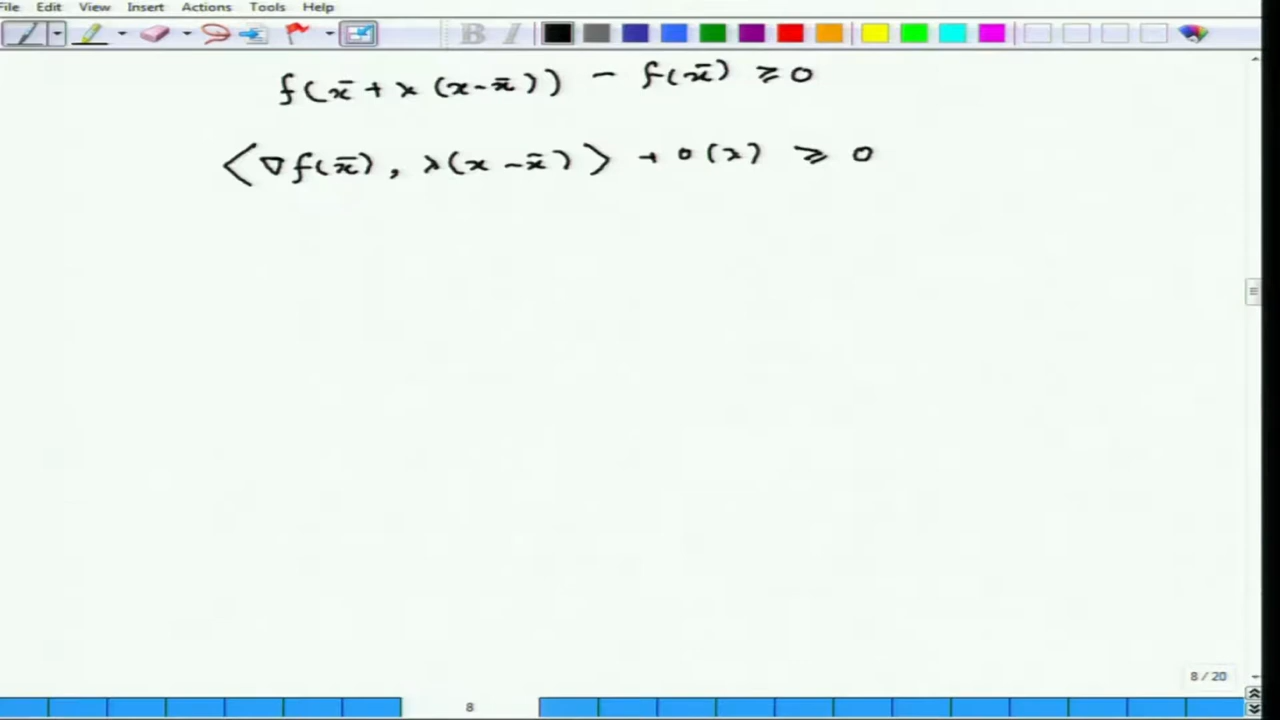 File Edit View Insert Actions Tools Help
B I
f(x̄ + λ(x-x̄)) - f(x̄) ≥ 0
⟨∇f(x̄), λ(x-x̄)⟩ + o(λ) ≥ 0
8 / 20
8